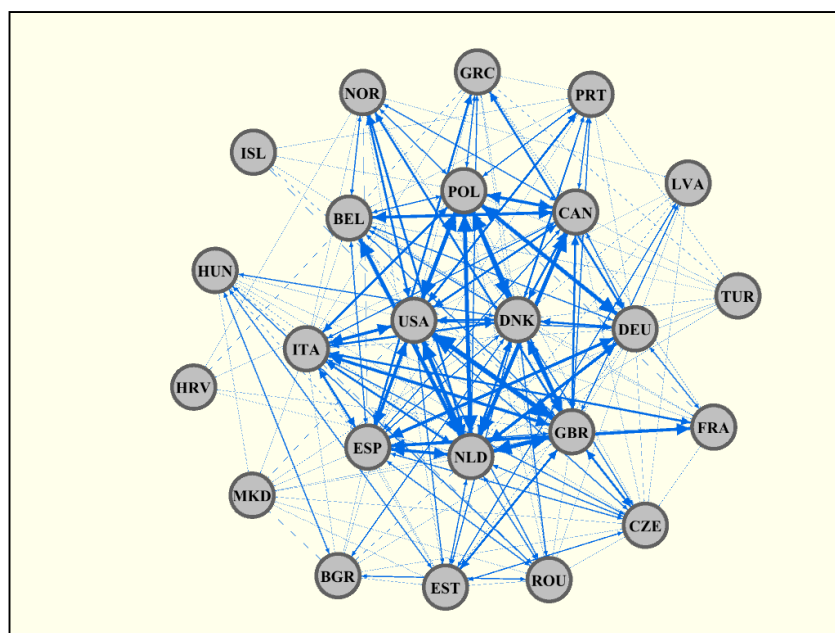 GRC
NOR
PRT
ISL
LVA
POL
CAN
BEL
HUN
TUR
USA
DNK
DEU
ITA
HRV
FRA
GBR
ESP
NLD
MKD
CZE
BGR
EST
ROU